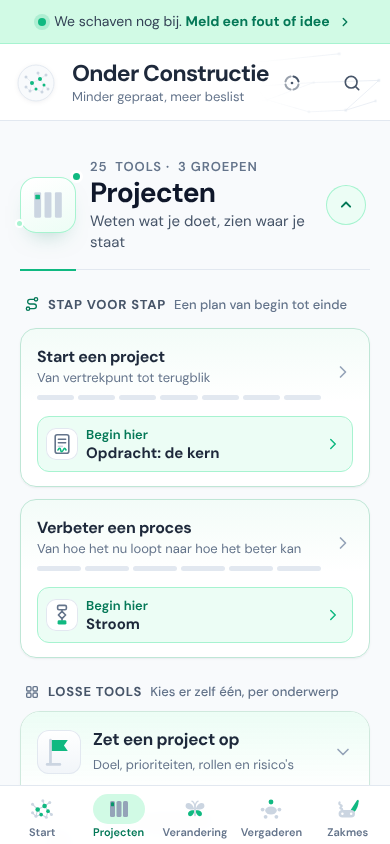 We schaven nog bij. Meld een fout of idee
Onder Constructie
Minder gepraat, meer beslist
25 TOOLS · 3 GROEPEN
Projecten
Weten wat je doet, zien waar je
staat
STAP VOOR STAP Een plan van begin tot einde
Start een project
Van vertrekpunt tot terugblik
Begin hier
Opdracht: de kern
Verbeter een proces
Van hoe het nu loopt naar hoe het beter kan
Begin hier
Stroom
LOSSE TOOLS Kies er zelf één, per onderwerp
Zet een project op
Doel, prioriteiten, rollen en risico's
Start Projecten Verandering Vergaderen Zakmes